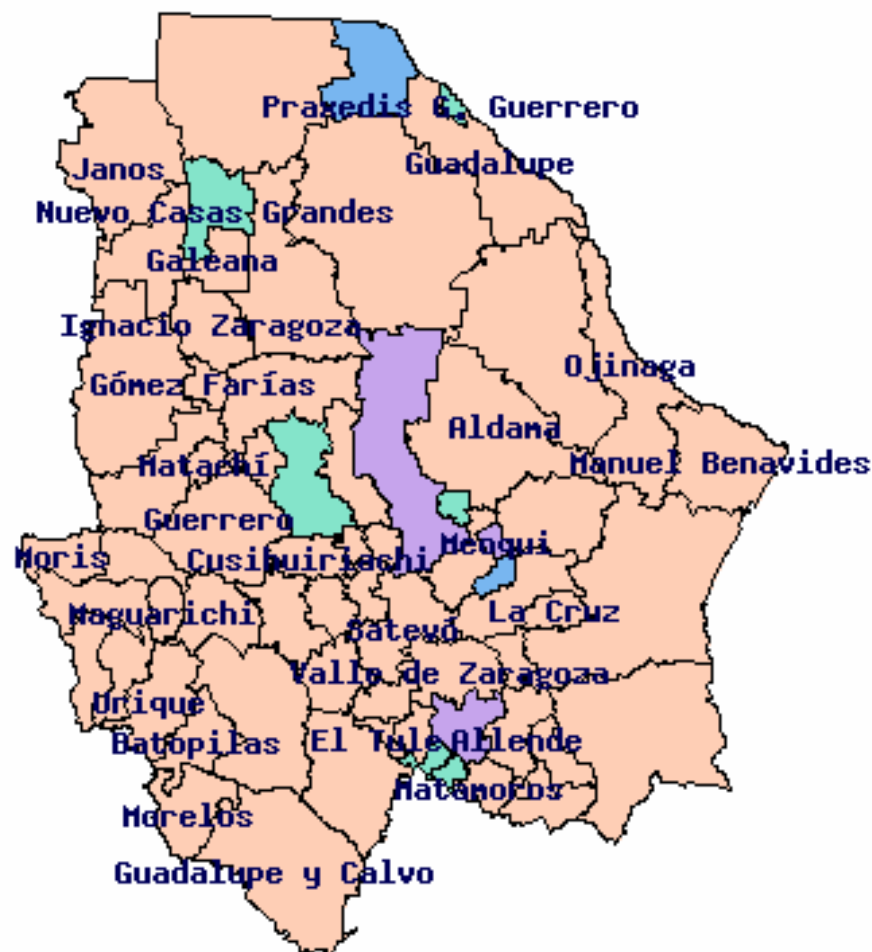 Praxedis G. Guerrero
Guadalupe
Janos
Nuevo Casas Grandes
Galeana
Ignacio Zaragoza
Ojinaga
Gómez Farías
Aldama
Matachí
Manuel Benavides
Guerrero
Moris
Cusihuiriachi
Meoqui
Maguarichi
La Cruz
Satevó
Valle de Zaragoza
Urique
Batopilas
El Tule
Allende
Matamoros
Morelos
Guadalupe y Calvo